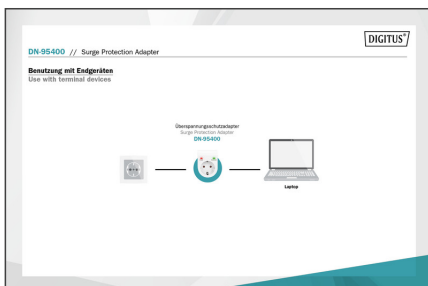 DIGITUS®
DN-95400 // Surge Protection Adapter
Benutzung mit Endgeräten
Use with terminal devices
Überspannungsschutzadapter
Surge Protection Adapter
DN-95400
Laptop